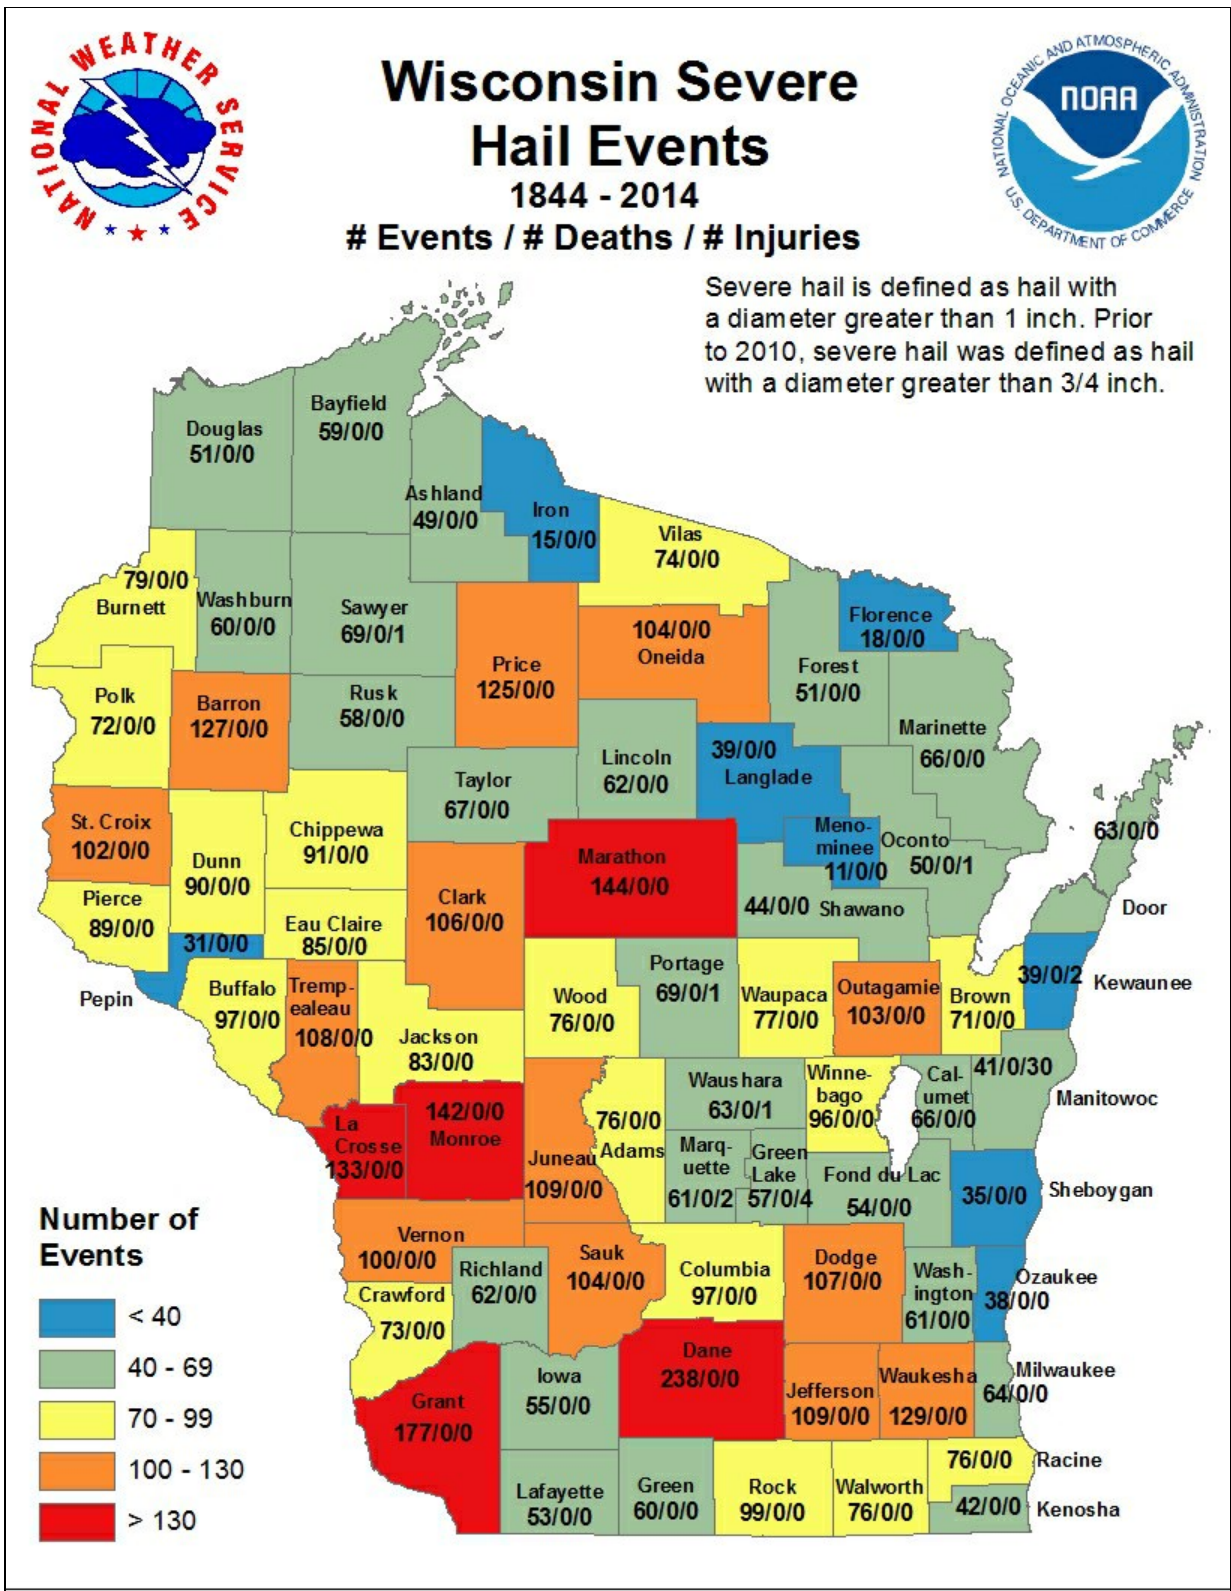 NATIONAL WEATHER SERVICE
NOAA
NATIONAL OCEANIC AND ATMOSPHERIC ADMINISTRATION
U.S. DEPARTMENT OF COMMERCE
Wisconsin Severe
Hail Events
1844 - 2014
# Events / # Deaths / # Injuries
Severe hail is defined as hail with
a diameter greater than 1 inch. Prior
to 2010, severe hail was defined as hail
with a diameter greater than 3/4 inch.
Douglas
51/0/0
Bayfield
59/0/0
Ashland
49/0/0
Iron
15/0/0
Vilas
74/0/0
79/0/0
Burnett
Washburn
60/0/0
Sawyer
69/0/1
Price
125/0/0
104/0/0
Oneida
Forest
51/0/0
Florence
18/0/0
Marinette
66/0/0
Polk
72/0/0
Barron
127/0/0
Rusk
58/0/0
Taylor
67/0/0
Lincoln
62/0/0
39/0/0
Langlade
Meno-
minee
11/0/0
Oconto
50/0/1
63/0/0
Door
St. Croix
102/0/0
Dunn
90/0/0
Chippewa
91/0/0
Clark
106/0/0
Marathon
144/0/0
44/0/0 Shawano
Pierce
89/0/0
31/0/0
Pepin
Eau Claire
85/0/0
Buffalo
97/0/0
Tremp-
ealeau
108/0/0
Jackson
83/0/0
Wood
76/0/0
Portage
69/0/1
Waupaca
77/0/0
Outagamie
103/0/0
Brown
71/0/0
39/0/2
Kewaunee
La
Crosse
133/0/0
142/0/0
Monroe
Juneau
109/0/0
76/0/0
Adams
Waushara
63/0/1
Winne-
bago
96/0/0
Cal-
umet
66/0/0
41/0/30
Manitowoc
Marq-
uette
61/0/2
Green
Lake
57/0/4
Fond du Lac
54/0/0
35/0/0
Sheboygan
Vernon
100/0/0
Crawford
73/0/0
Richland
62/0/0
Sauk
104/0/0
Columbia
97/0/0
Dodge
107/0/0
Wash-
ington
61/0/0
Ozaukee
38/0/0
Grant
177/0/0
Iowa
55/0/0
Dane
238/0/0
Jefferson
109/0/0
Waukesha
129/0/0
Milwaukee
64/0/0
Lafayette
53/0/0
Green
60/0/0
Rock
99/0/0
Walworth
76/0/0
76/0/0
Racine
42/0/0
Kenosha
Number of
Events
< 40
40 - 69
70 - 99
100 - 130
> 130